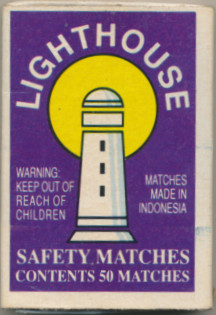 LIGHTHOUSE
WARNING:
KEEP OUT OF
REACH OF
CHILDREN
MATCHES
MADE IN
INDONESIA
SAFETY MATCHES
CONTENTS 50 MATCHES